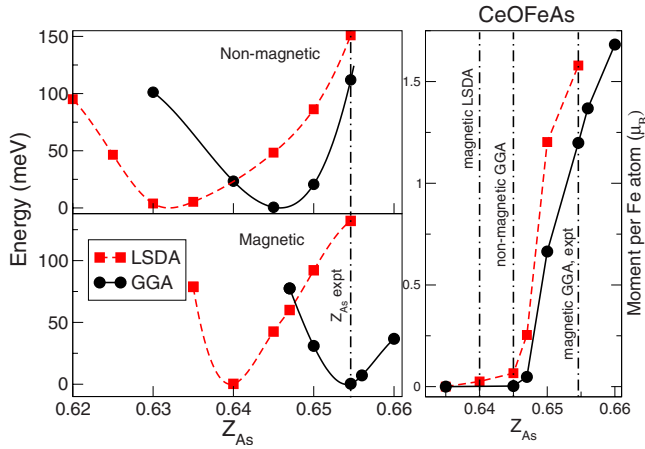 CeOFeAs
150
100
50
0
Energy (meV)
Non-magnetic
100
50
0
Magnetic
LSDA
GGA
Z_As expt
0.62
0.63
0.64
0.65
0.66
Z_As
1.5
1
0.5
0
magnetic LSDA
non-magnetic GGA
magnetic GGA, expt
Moment per Fe atom (μ_B)
0.64
0.65
0.66
Z_As